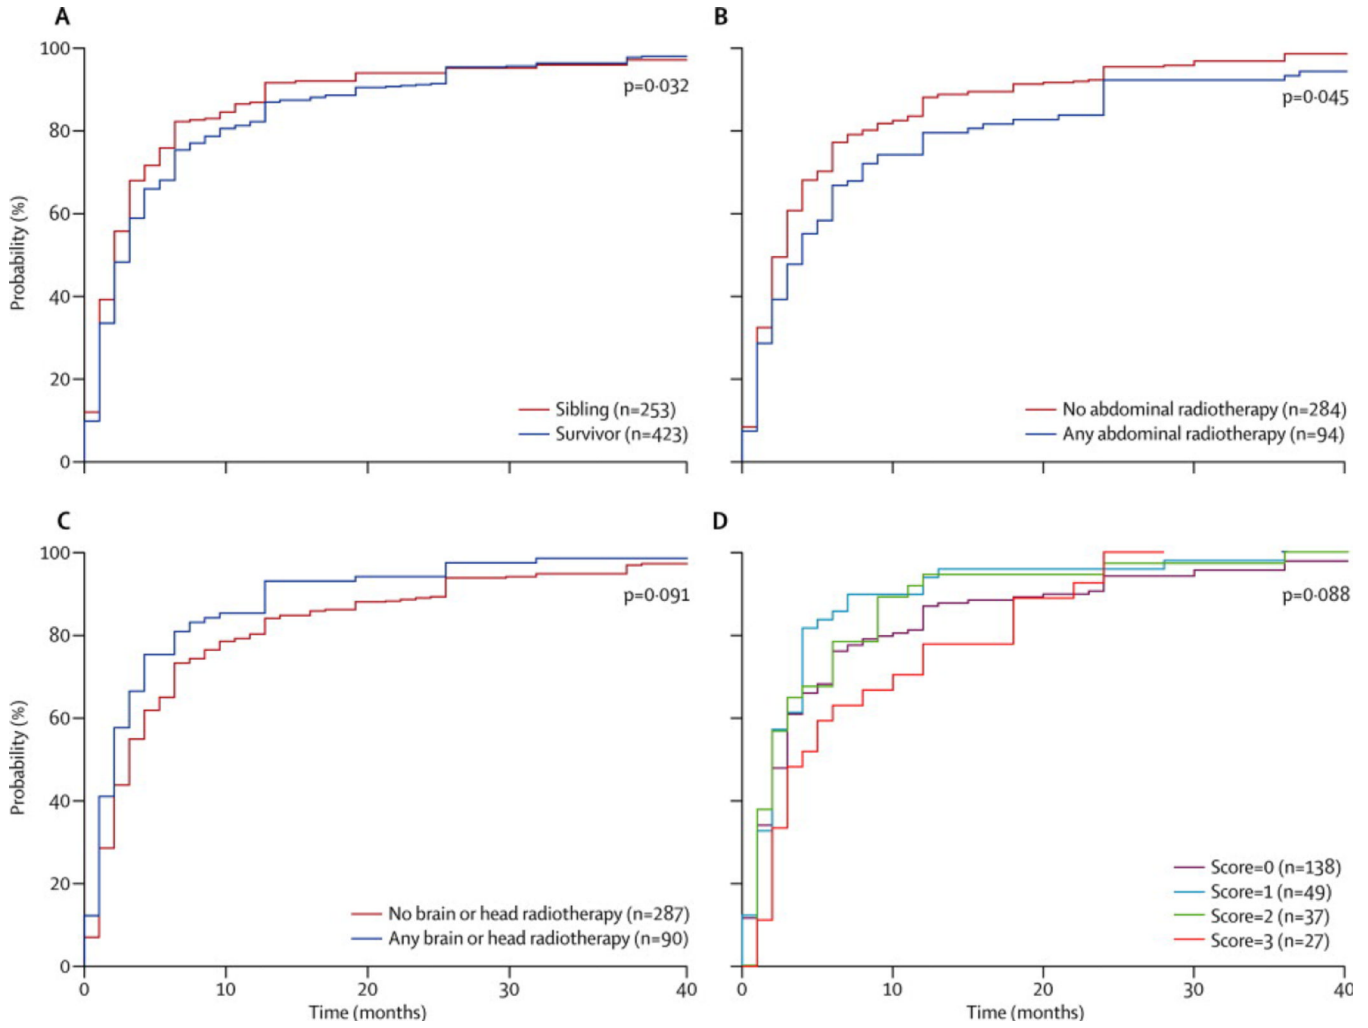 A
B
100
80
60
40
20
0
Probability (%)
p=0·032
Sibling (n=253)
Survivor (n=423)
p=0·045
No abdominal radiotherapy (n=284)
Any abdominal radiotherapy (n=94)
C
D
100
80
60
40
20
0
Probability (%)
p=0·091
No brain or head radiotherapy (n=287)
Any brain or head radiotherapy (n=90)
0 10 20 30 40
Time (months)
p=0·088
Score=0 (n=138)
Score=1 (n=49)
Score=2 (n=37)
Score=3 (n=27)
0 10 20 30 40
Time (months)